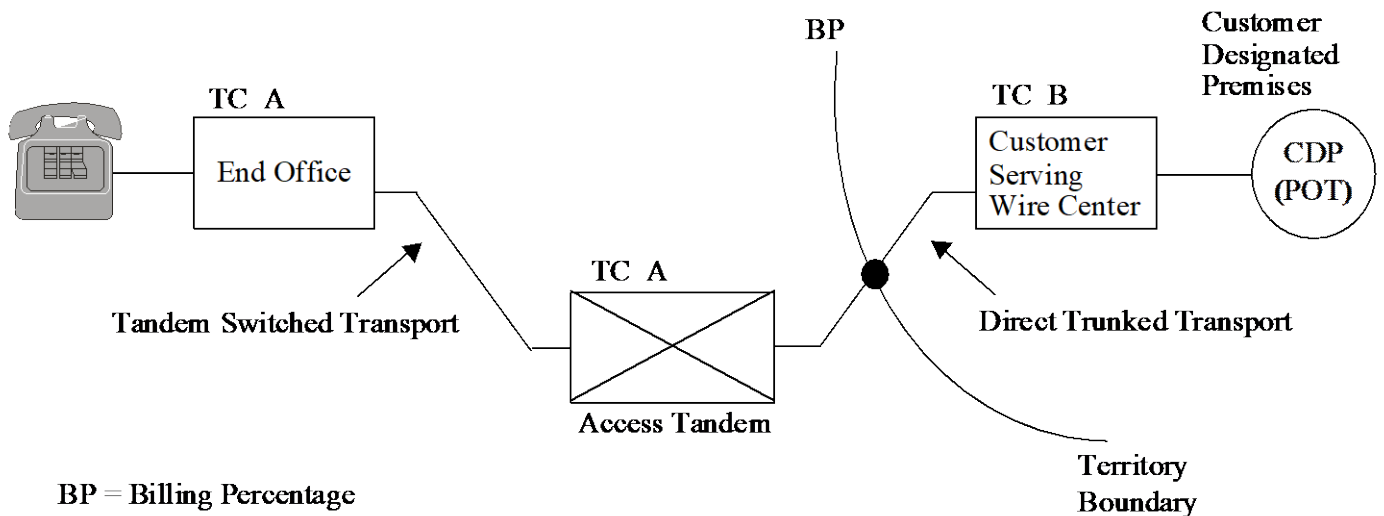 BP
Customer
Designated
Premises
TC A
TC B
End Office
Customer
Serving
Wire Center
CDP
(POT)
TC A
Tandem Switched Transport
Direct Trunked Transport
Access Tandem
Territory
Boundary
BP = Billing Percentage